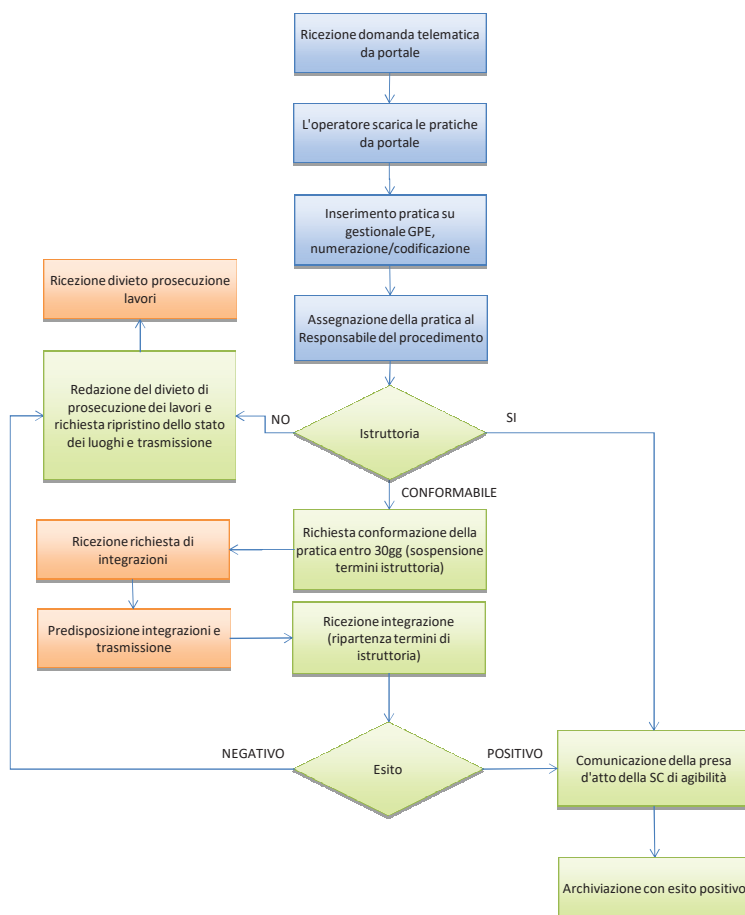 Ricezione domanda telematica
da portale
L'operatore scarica le pratiche
da portale
Inserimento pratica su
gestionale GPE,
numerazione/codificazione
Ricezione divieto prosecuzione
lavori
Assegnazione della pratica al
Responsabile del procedimento
Redazione del divieto di
prosecuzione dei lavori e
richiesta ripristino dello stato
dei luoghi e trasmissione
NO
Istruttoria
SI
CONFORMABILE
Richiesta conformazione della
pratica entro 30gg (sospensione
termini istruttoria)
Ricezione richiesta di
integrazioni
Predisposizione integrazioni e
trasmissione
Ricezione integrazione
(ripartenza termini di
istruttoria)
NEGATIVO
Esito
POSITIVO
Comunicazione della presa
d'atto della SC di agibilità
Archiviazione con esito positivo